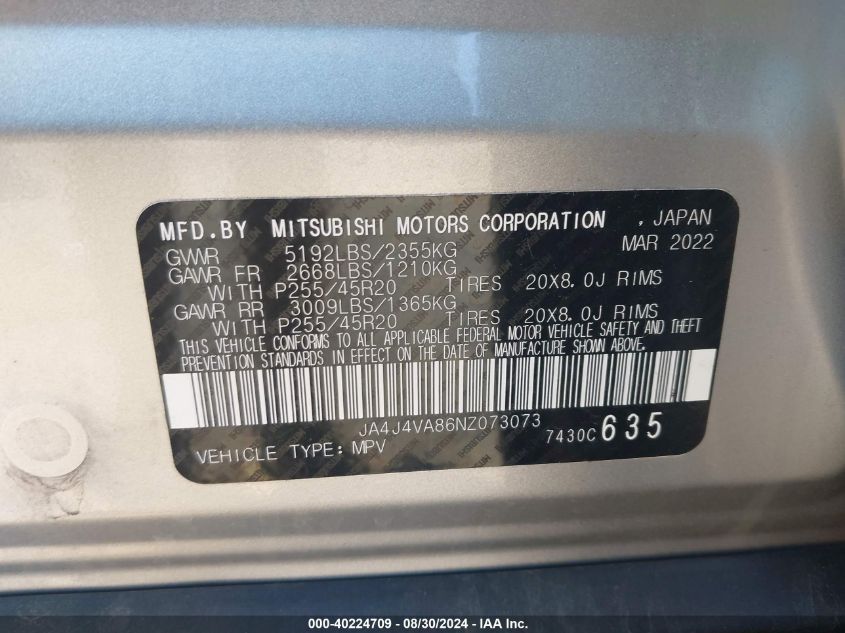 MFD.BY MITSUBISHI MOTORS CORPORATION , JAPAN
GVWR 5192LBS/2355KG MAR 2022
GAWR FR 2668LBS/1210KG
WITH P255/45R20 TIRES 20X8.0J RIMS
GAWR RR 3009LBS/1365KG
WITH P255/45R20 TIRES 20X8.0J RIMS
THIS VEHICLE CONFORMS TO ALL APPLICABLE FEDERAL MOTOR VEHICLE SAFETY AND THEFT
PREVENTION STANDARDS IN EFFECT ON THE DATE OF MANUFACTURE SHOWN ABOVE.
JA4J4VA86NZ073073
7430C 635
VEHICLE TYPE:MPV
000-40224709 - 08/30/2024 - IAA Inc.